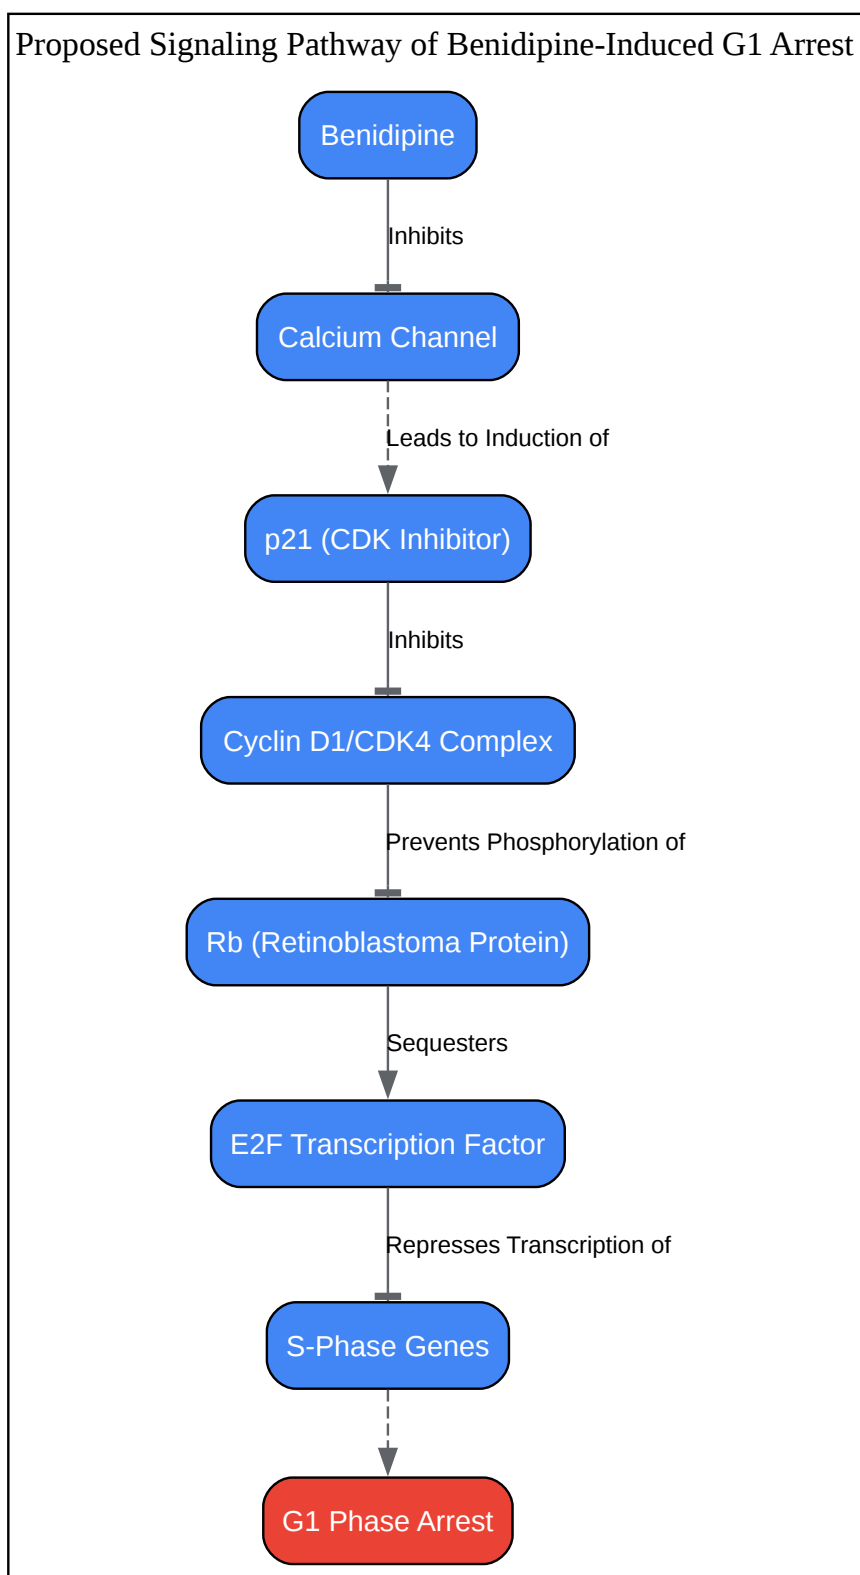 Proposed Signaling Pathway of Benidipine-Induced G1 Arrest
Benidipine
Inhibits
Calcium Channel
Leads to Induction of
p21 (CDK Inhibitor)
Inhibits
Cyclin D1/CDK4 Complex
Prevents Phosphorylation of
Rb (Retinoblastoma Protein)
Sequesters
E2F Transcription Factor
Represses Transcription of
S-Phase Genes
G1 Phase Arrest